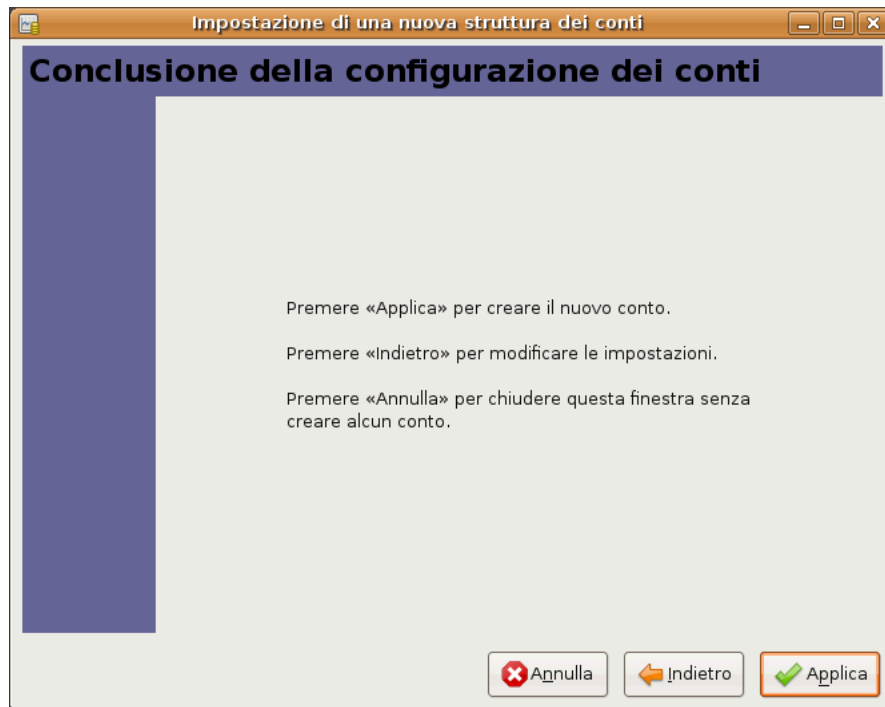 Impostazione di una nuova struttura dei conti
Conclusione della configurazione dei conti
Premere «Applica» per creare il nuovo conto.
Premere «Indietro» per modificare le impostazioni.
Premere «Annulla» per chiudere questa finestra senza
creare alcun conto.
Annulla
Indietro
Applica